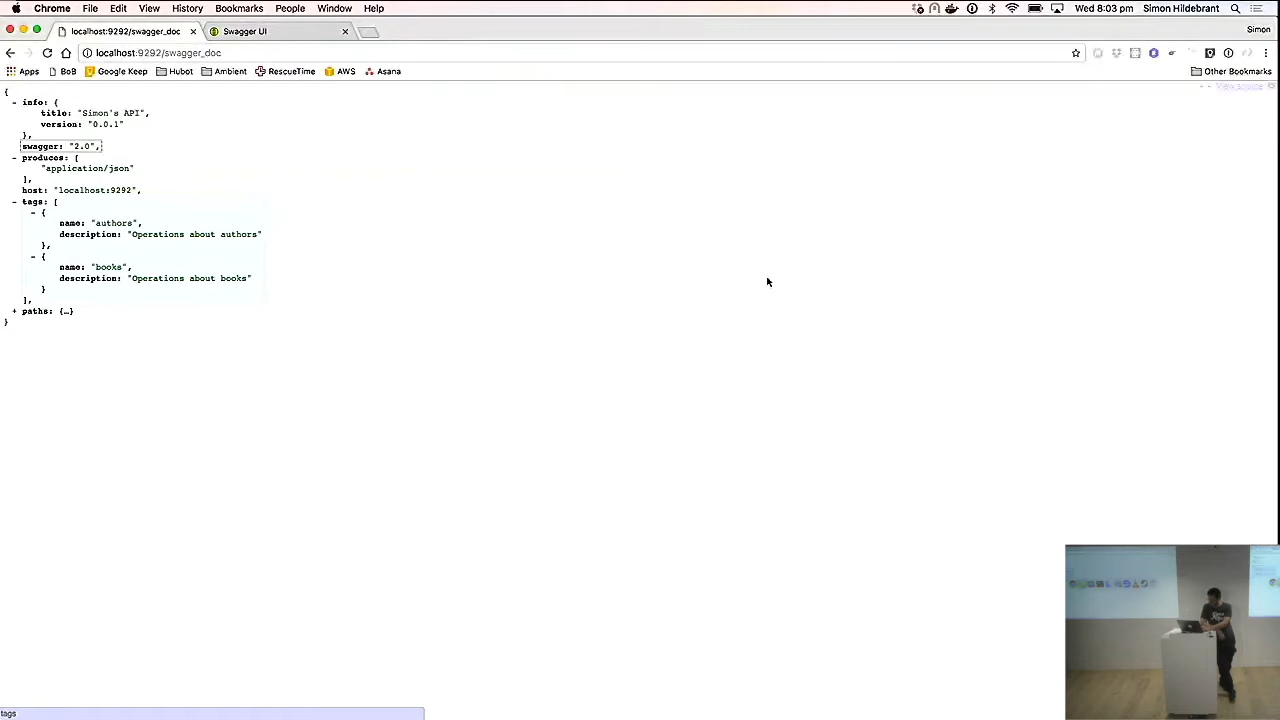 Chrome File Edit View History Bookmarks People Window Help Wed 8:03 pm Simon Hildebrant
localhost:9292/swagger_doc Swagger UI Simon
localhost:9292/swagger_doc
Apps BoB Google Keep Hubot Ambient RescueTime AWS Asana Other Bookmarks
View source
{
- info: {
title: "Simon's API",
version: "0.0.1"
},
swagger: "2.0",
- produces: [
"application/json"
],
host: "localhost:9292",
- tags: [
- {
name: "authors",
description: "Operations about authors"
},
- {
name: "books",
description: "Operations about books"
}
],
+ paths: {…}
}
tags